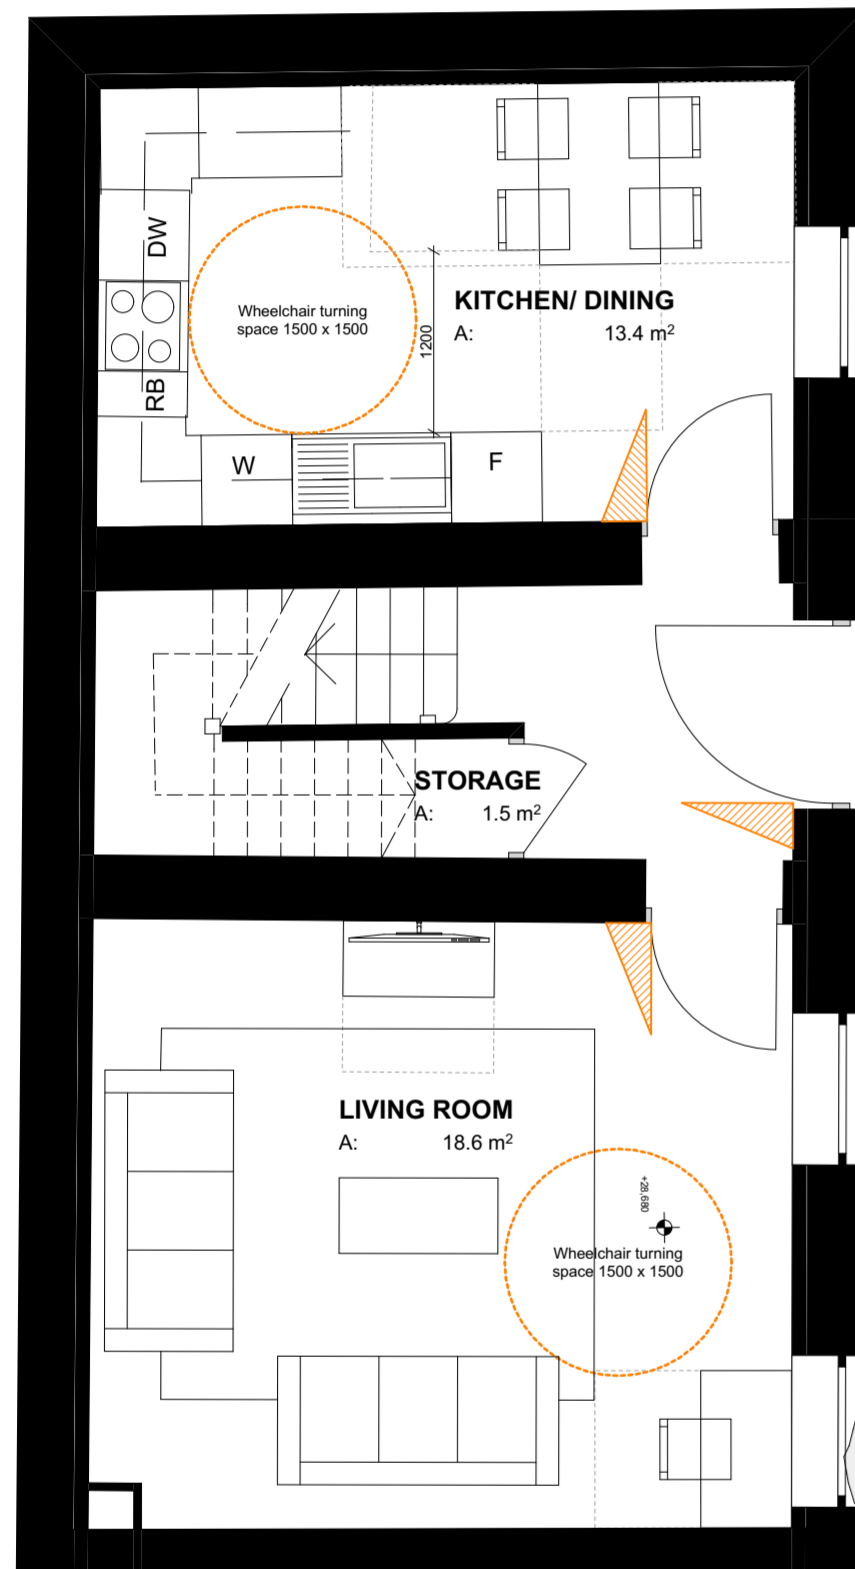 DW
Wheelchair turning
space 1500 x 1500
KITCHEN/ DINING
A: 13.4 m²
1200
RB
W
F
STORAGE
A: 1.5 m²
LIVING ROOM
A: 18.6 m²
+28,680
Wheelchair turning
space 1500 x 1500